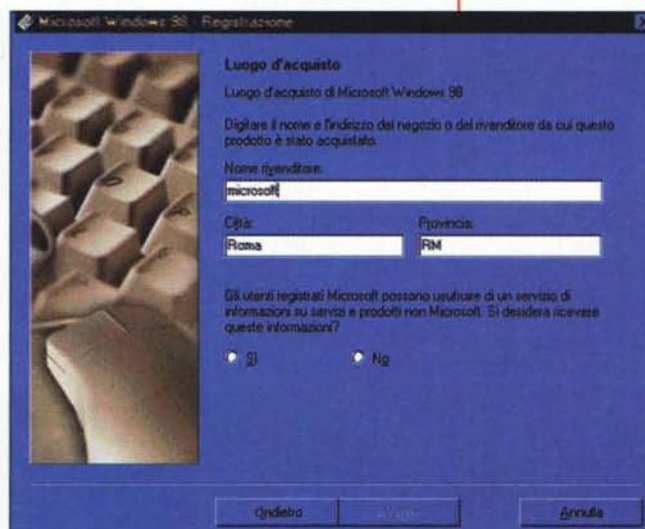 Microsoft Windows 98 - Registrazione
Luogo d'acquisto
Luogo d'acquisto di Microsoft Windows 98
Digitare il nome e l'indirizzo del negozio o del rivenditore da cui questo
prodotto è stato acquistato.
Nome rivenditore:
microsoft
Città: Provincia:
Roma RM
Gli utenti registrati Microsoft possono usufruire di un servizio di
informazioni su servizi e prodotti non Microsoft. Si desidera ricevere
queste informazioni?
Sì No
<Indietro Annulla